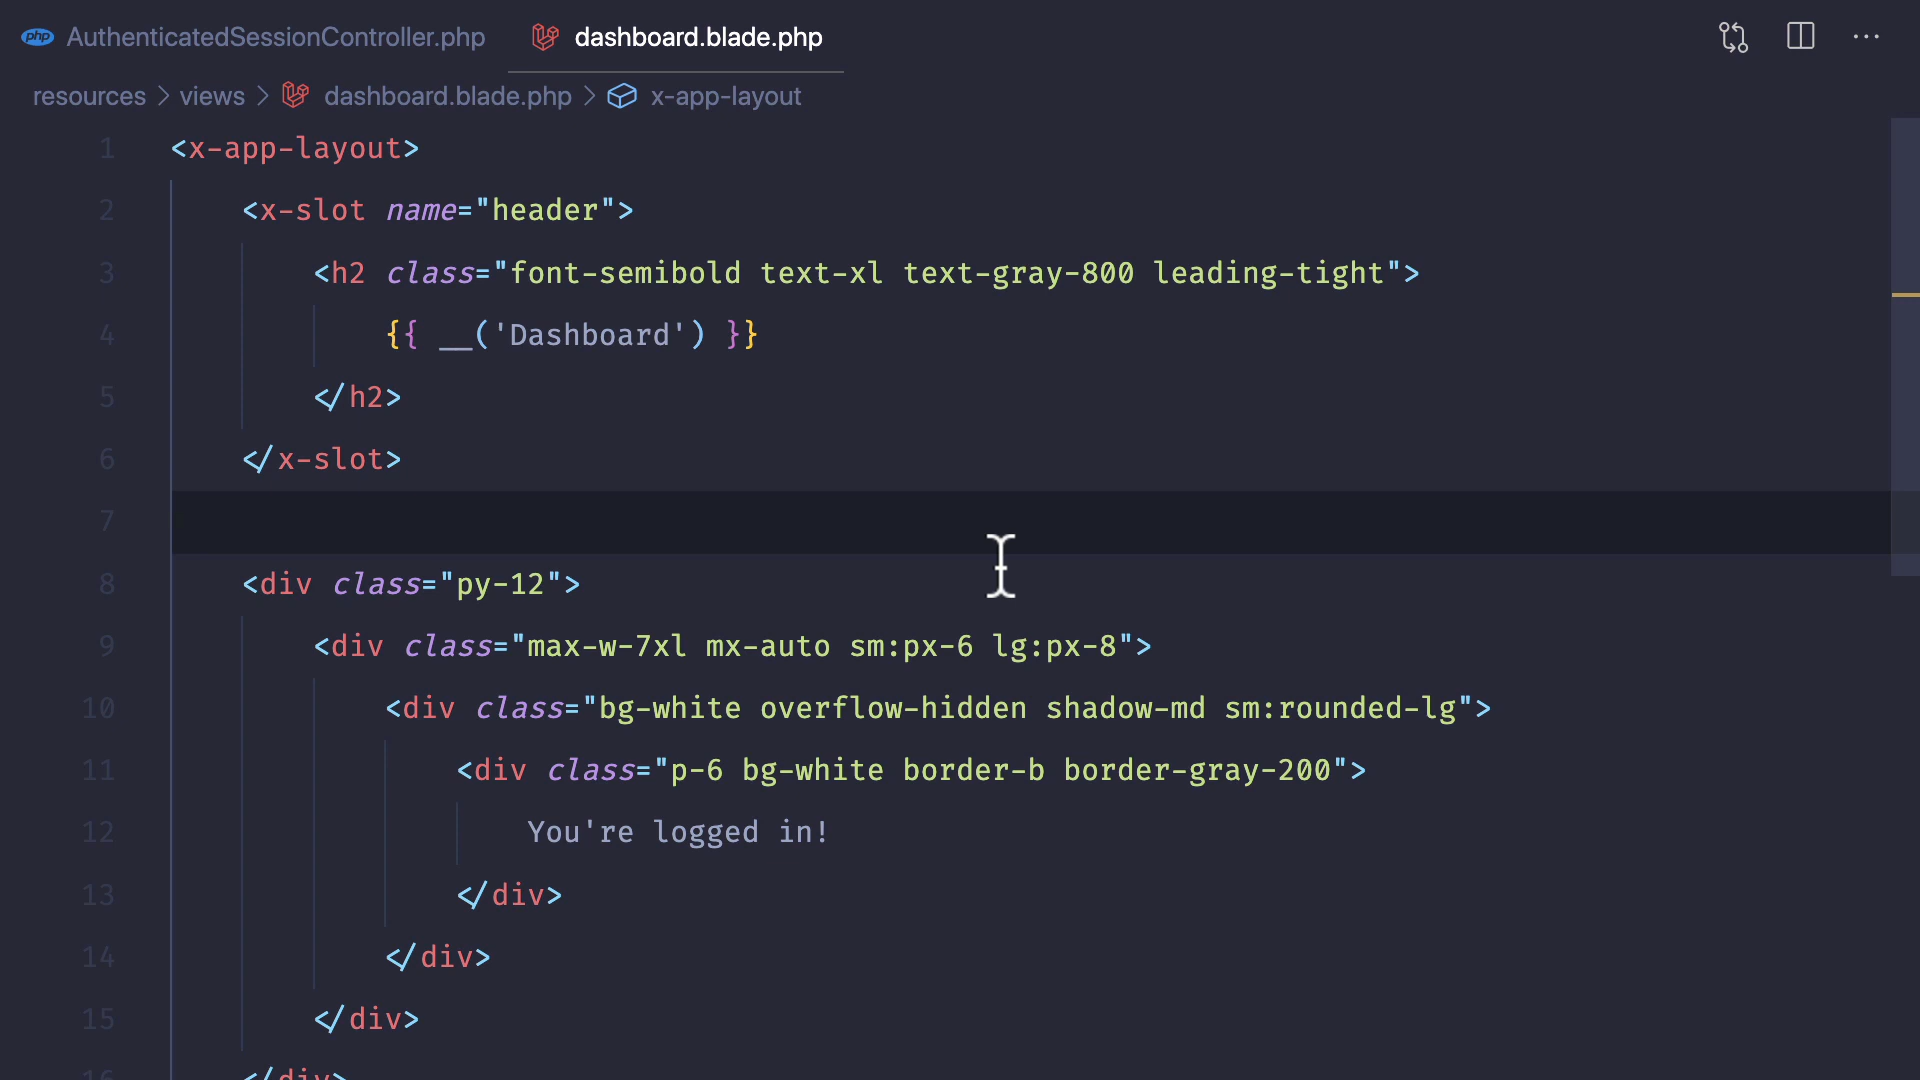 php AuthenticatedSessionController.php dashboard.blade.php ...
resources > views > dashboard.blade.php > x-app-layout
1 <x-app-layout>
2 <x-slot name="header">
3 <h2 class="font-semibold text-xl text-gray-800 leading-tight">
4 {{ __('Dashboard') }}
5 </h2>
6 </x-slot>
7
8 <div class="py-12">
9 <div class="max-w-7xl mx-auto sm:px-6 lg:px-8">
10 <div class="bg-white overflow-hidden shadow-md sm:rounded-lg">
11 <div class="p-6 bg-white border-b border-gray-200">
12 You're logged in!
13 </div>
14 </div>
15 </div>
16 </div>